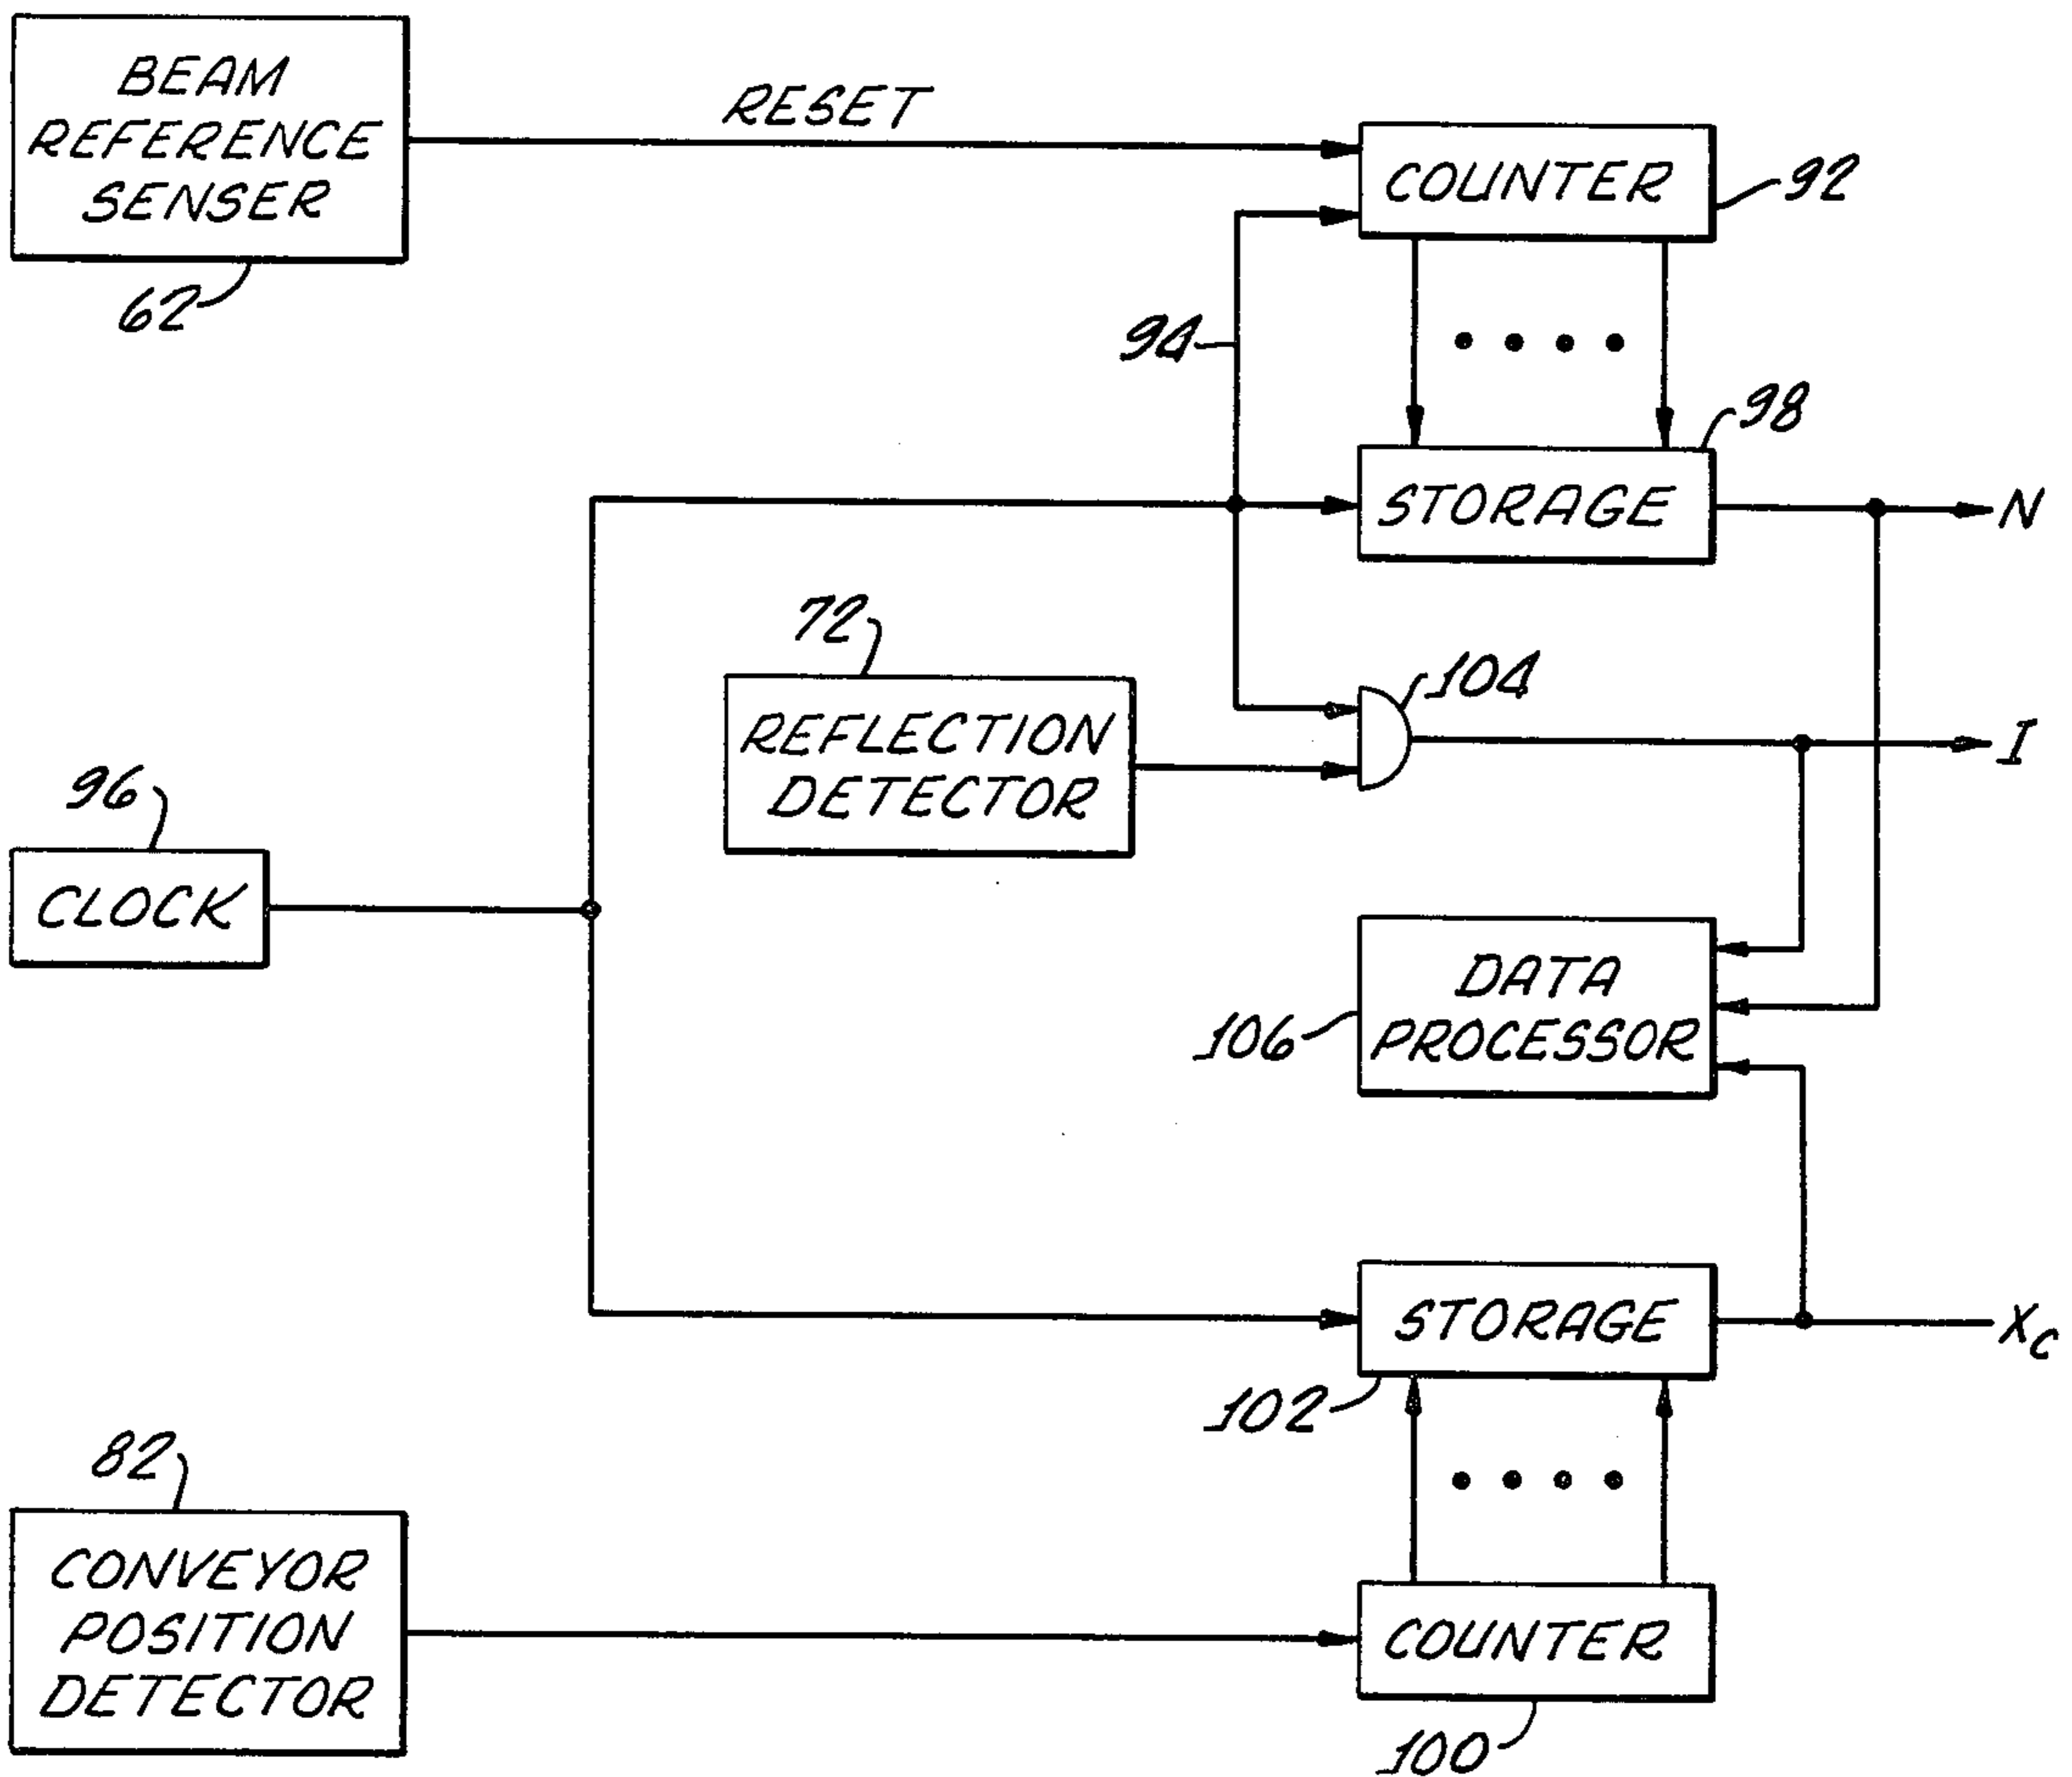 BEAM
REFERENCE
SENSER
62
RESET
COUNTER
92
94
98
STORAGE
N
72
REFLECTION
DETECTOR
104
I
96
CLOCK
DATA
PROCESSOR
106
STORAGE
102
Xc
82
CONVEYOR
POSITION
DETECTOR
COUNTER
100